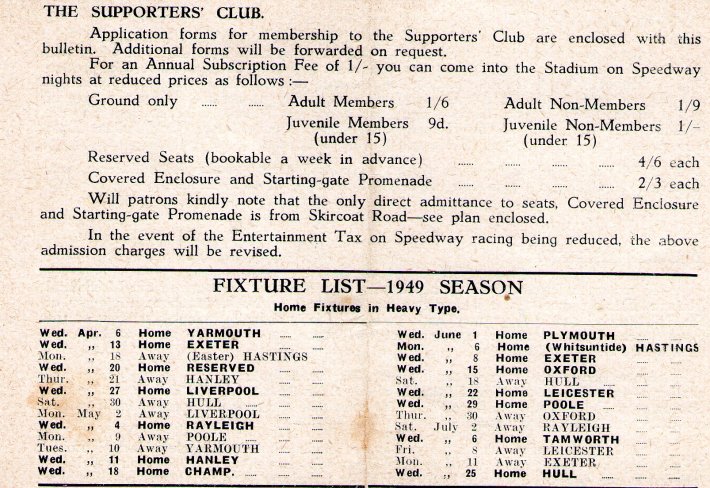 THE SUPPORTERS' CLUB.
Application forms for membership to the Supporters' Club are enclosed with this
bulletin. Additional forms will be forwarded on request.
For an Annual Subscription Fee of 1/- you can come into the Stadium on Speedway
nights at reduced prices as follows :—
Ground only ...... ...... Adult Members 1/6 Adult Non-Members 1/9
Juvenile Members 9d. Juvenile Non-Members 1/-
(under 15) (under 15)
Reserved Seats (bookable a week in advance) ...... ...... ...... ...... 4/6 each
Covered Enclosure and Starting-gate Promenade ...... ...... ...... ...... 2/3 each
Will patrons kindly note that the only direct admittance to seats, Covered Enclosure
and Starting-gate Promenade is from Skircoat Road—see plan enclosed.
In the event of the Entertainment Tax on Speedway racing being reduced, the above
admission charges will be revised.
FIXTURE LIST—1949 SEASON
Home Fixtures in Heavy Type.
Wed. Apr. 6 Home YARMOUTH ...... ......
Wed. ,, 13 Home EXETER ...... ......
Mon. ,, 18 Away (Easter) HASTINGS
Wed. ,, 20 Home RESERVED ...... ......
Thur. ,, 21 Away HANLEY ...... ......
Wed. ,, 27 Home LIVERPOOL ...... ......
Sat. ,, 30 Away HULL ...... ...... ......
Mon. May 2 Away LIVERPOOL ...... ......
Wed. ,, 4 Home RAYLEIGH ...... ......
Mon. ,, 9 Away POOLE ...... ...... ......
Tues. ,, 10 Away YARMOUTH ...... ......
Wed. ,, 11 Home HANLEY ...... ......
Wed. ,, 18 Home CHAMP. ...... ...... ......
Wed. June 1 Home PLYMOUTH ...... ......
Mon. ,, 6 Home (Whitsuntide) HASTINGS
Wed. ,, 8 Home EXETER ...... ......
Wed. ,, 15 Home OXFORD ...... ......
Sat. ,, 18 Away HULL ...... ...... ......
Wed. ,, 22 Home LEICESTER ...... ......
Wed. ,, 29 Home POOLE ...... ...... ......
Thur. ,, 30 Away OXFORD ...... ......
Sat. July 2 Away RAYLEIGH ...... ......
Wed. ,, 6 Home TAMWORTH ...... ......
Fri. ,, 8 Away LEICESTER ...... ......
Mon. ,, 11 Away EXETER ...... ......
Wed. ,, 25 Home HULL ...... ...... ......